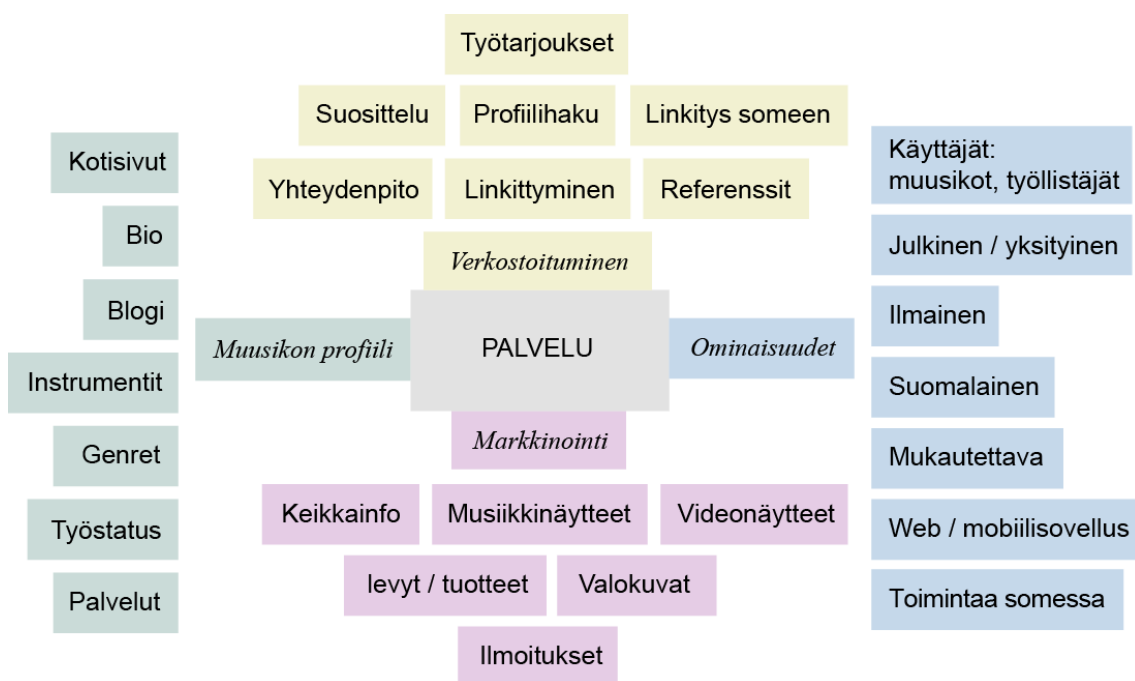 Työtarjoukset
Suosittelu
Profiilihaku
Linkitys someen
Yhteydenpito
Linkittyminen
Referenssit
Verkostoituminen
Kotisivut
Bio
Blogi
Instrumentit
Genret
Työstatus
Palvelut
Muusikon profiili
PALVELU
Ominaisuudet
Käyttäjät:
muusikot, työllistäjät
Julkinen / yksityinen
Ilmainen
Suomalainen
Mukautettava
Web / mobiilisovellus
Toimintaa somessa
Markkinointi
Keikkainfo
Musiikkinäytteet
Videonäytteet
levyt / tuotteet
Valokuvat
Ilmoitukset